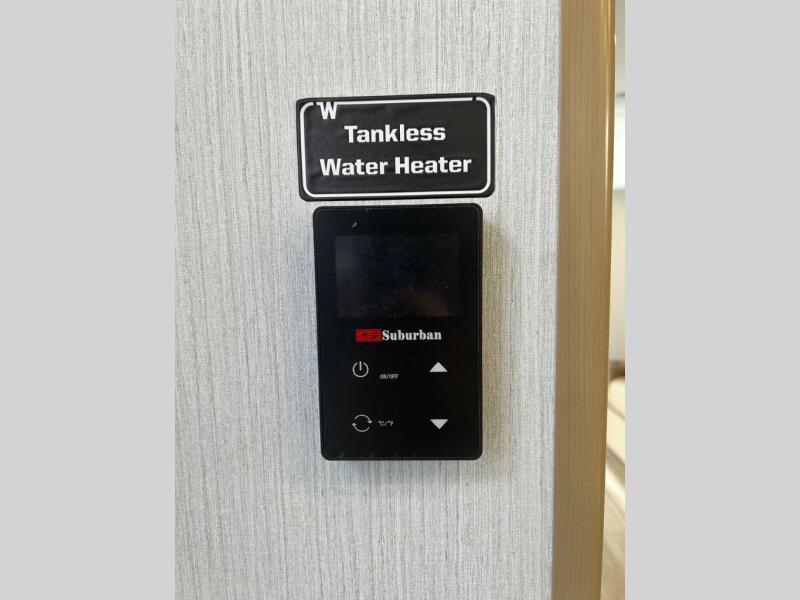 W
Tankless
Water Heater
Suburban
ON/OFF
°C/°F